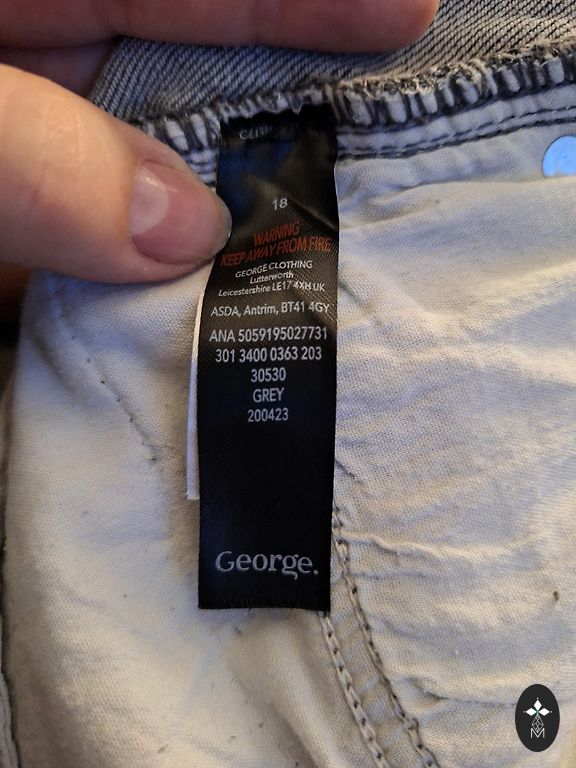 18
WARNING
KEEP AWAY FROM FIRE
GEORGE CLOTHING
Lutterworth
Leicestershire LE17 4XH UK
ASDA, Antrim, BT41 4GY
ANA 5059195027731
301 3400 0363 203
30530
GREY
200423
George.